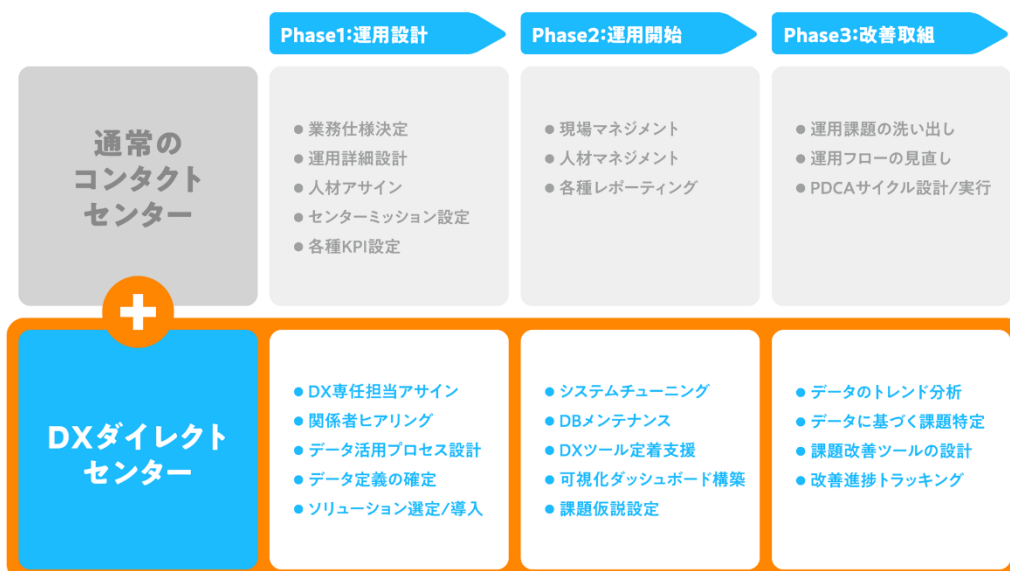 Phase1:運用設計
Phase2:運用開始
Phase3:改善取組
通常の
コンタクト
センター
● 業務仕様決定
● 運用詳細設計
● 人材アサイン
● センターミッション設定
● 各種KPI設定
● 現場マネジメント
● 人材マネジメント
● 各種レポーティング
● 運用課題の洗い出し
● 運用フローの見直し
● PDCAサイクル設計/実行
+
DXダイレクト
センター
● DX専任担当アサイン
● 関係者ヒアリング
● データ活用プロセス設計
● データ定義の確定
● ソリューション選定/導入
● システムチューニング
● DBメンテナンス
● DXツール定着支援
● 可視化ダッシュボード構築
● 課題仮説設定
● データのトレンド分析
● データに基づく課題特定
● 課題改善ツールの設計
● 改善進捗トラッキング